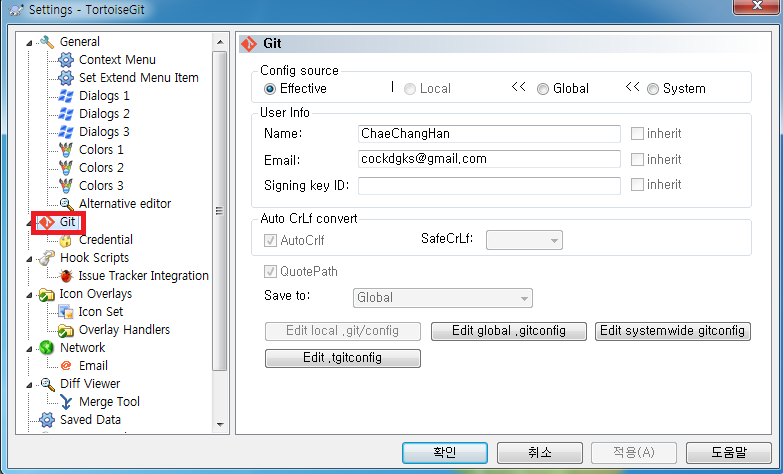 Settings - TortoiseGit
General
Context Menu
Set Extend Menu Item
Dialogs 1
Dialogs 2
Dialogs 3
Colors 1
Colors 2
Colors 3
Alternative editor
Git
Credential
Hook Scripts
Issue Tracker Integration
Icon Overlays
Icon Set
Overlay Handlers
Network
Email
Diff Viewer
Merge Tool
Saved Data
Git
Config source
Effective | Local << Global << System
User Info
Name: ChaeChangHan inherit
Email: cockdgks@gmail.com inherit
Signing key ID: inherit
Auto CrLf convert
AutoCrlf SafeCrLf:
QuotePath
Save to: Global
Edit local .git/config Edit global .gitconfig Edit systemwide gitconfig
Edit .tgitconfig
확인 취소 적용(A) 도움말